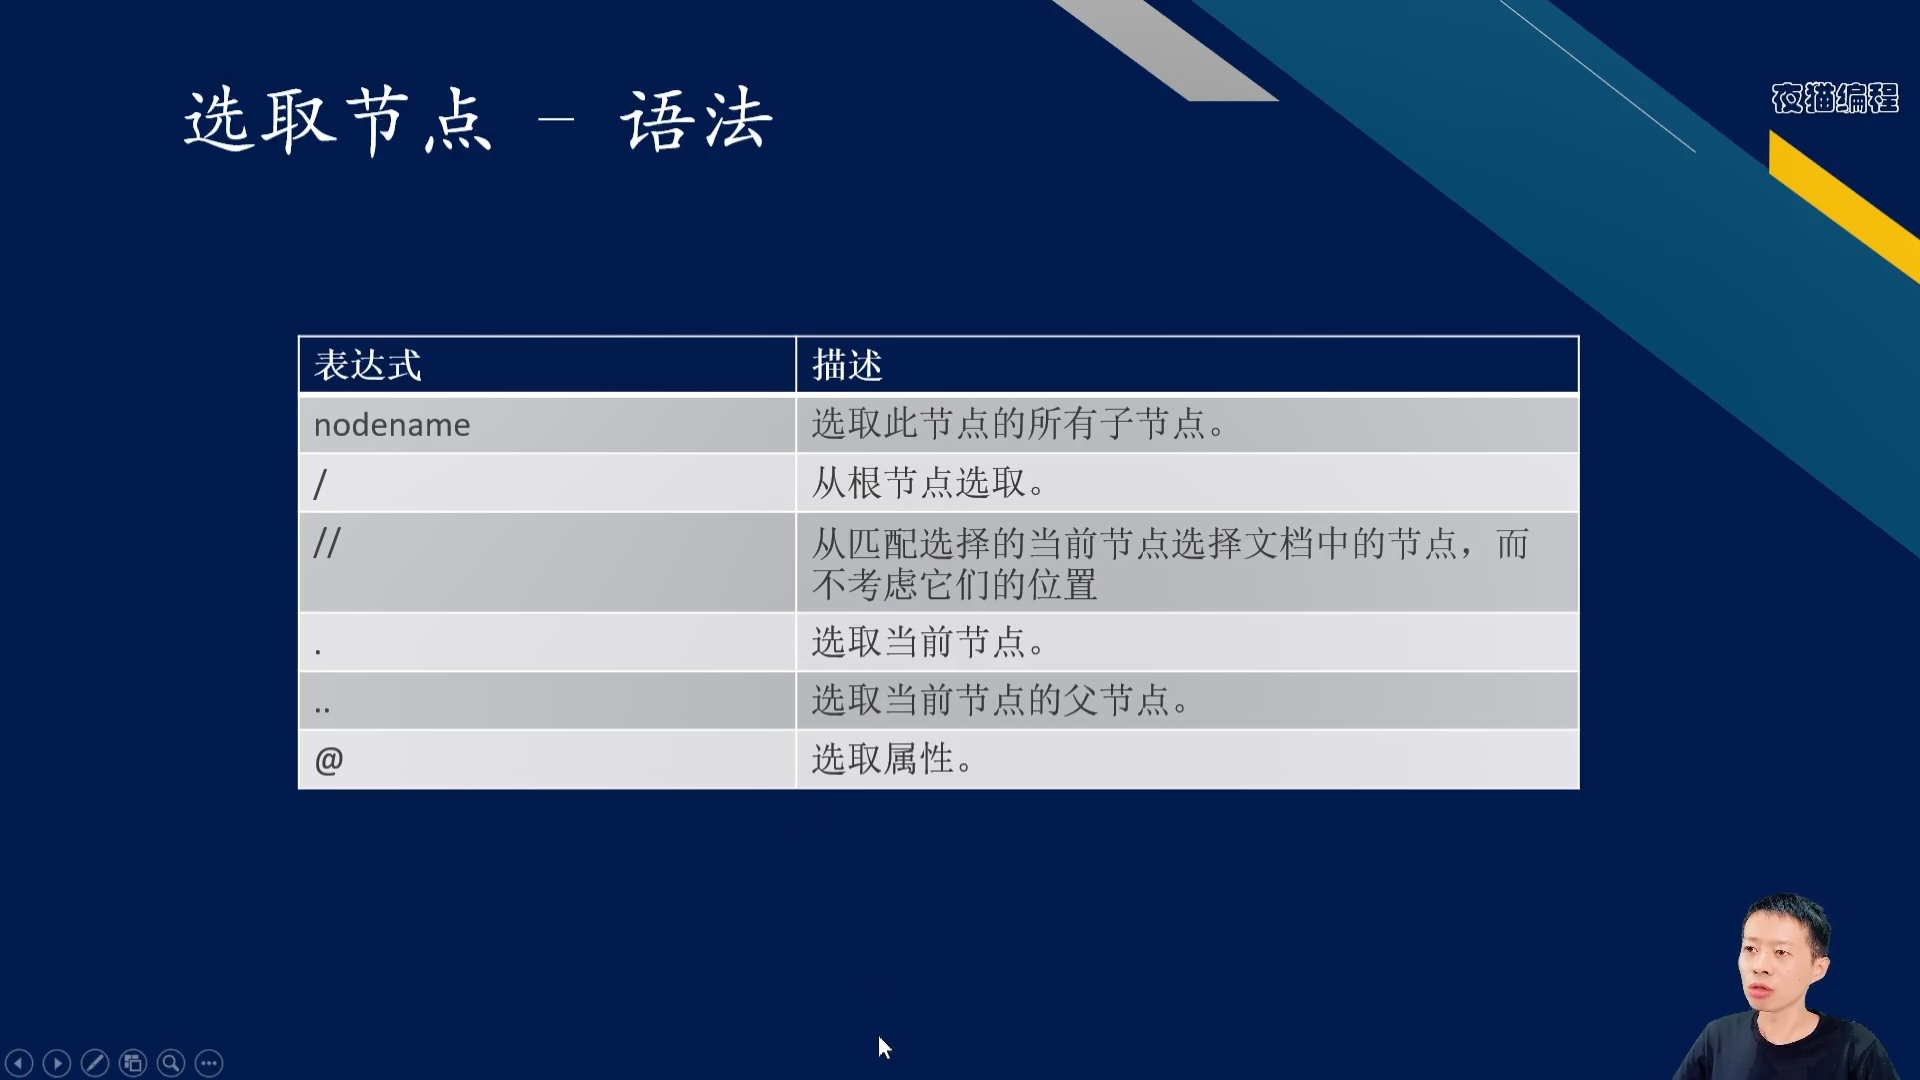 选取节点 – 语法
夜猫编程
表达式 描述
nodename 选取此节点的所有子节点。
/ 从根节点选取。
// 从匹配选择的当前节点选择文档中的节点，而
不考虑它们的位置
. 选取当前节点。
.. 选取当前节点的父节点。
@ 选取属性。